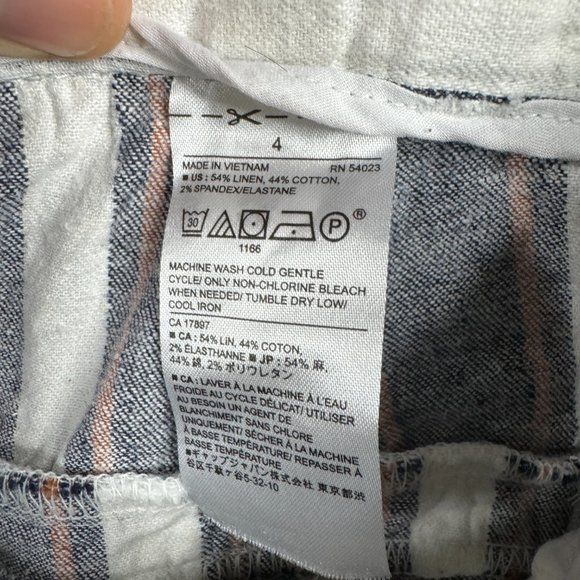 4
MADE IN VIETNAM RN 54023
■ US : 54% LINEN, 44% COTTON,
2% SPANDEX/ELASTANE
30 P ®
1166
MACHINE WASH COLD GENTLE
CYCLE/ ONLY NON-CHLORINE BLEACH
WHEN NEEDED/ TUMBLE DRY LOW/
COOL IRON
CA 17897
■ CA : 54% LIN, 44% COTON,
2% ÉLASTHANNE ■ JP : 54% 麻,
44% 綿, 2% ポリウレタン
■ CA : LAVER À LA MACHINE À L'EAU
FROIDE AU CYCLE DÉLICAT/ UTILISER
AU BESOIN UN AGENT DE
BLANCHIMENT SANS CHLORE
UNIQUEMENT/ SÉCHER À LA MACHINE
À BASSE TEMPÉRATURE/ REPASSER À
BASSE TEMPÉRATURE
■ ギャップジャパン株式会社 東京都渋
谷区千駄ヶ谷5-32-10